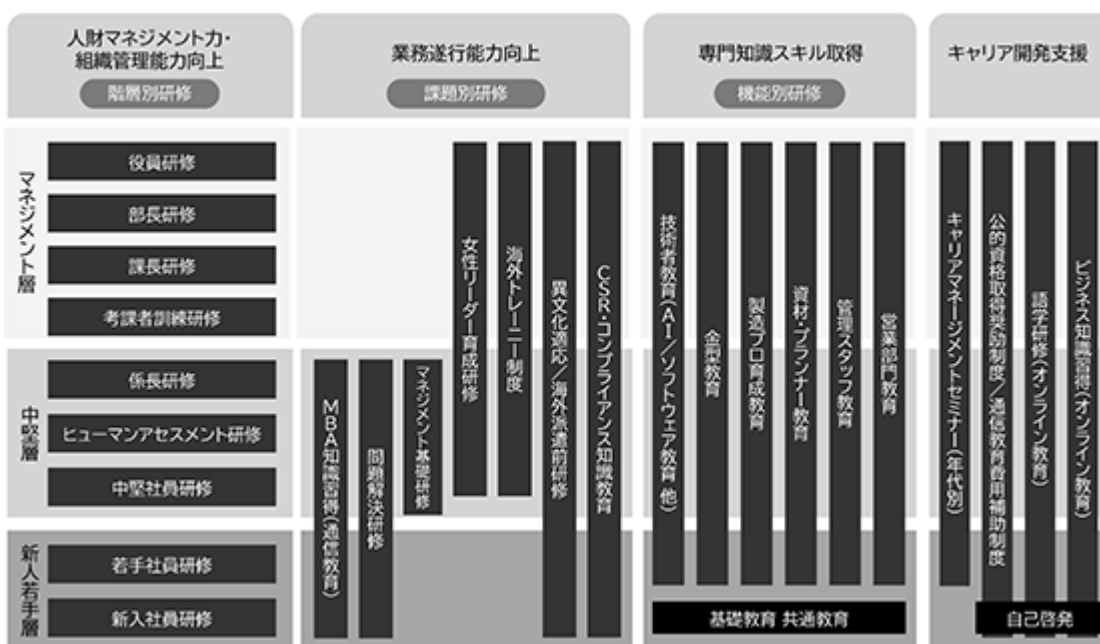 人財マネジメント力・
組織管理能力向上
階層別研修
業務遂行能力向上
課題別研修
専門知識スキル取得
機能別研修
キャリア開発支援
マネジメント層
役員研修
部長研修
課長研修
考課者訓練研修
中堅層
係長研修
ヒューマンアセスメント研修
中堅社員研修
新人若手層
若手社員研修
新入社員研修
MBA知識習得(通信教育)
問題解決研修
マネジメント基礎研修
女性リーダー育成研修
海外トレーニー制度
異文化適応/海外派遣前研修
CSR・コンプライアンス知識教育
技術者教育(AI/ソフトウェア教育 他)
金型教育
製造プロ育成教育
資材・プランナー教育
管理スタッフ教育
営業部門教育
基礎教育 共通教育
キャリアマネージメントセミナー(年代別)
公的資格取得奨励制度/通信教育費用補助制度
語学研修(オンライン教育)
ビジネス知識習得(オンライン教育)
自己啓発